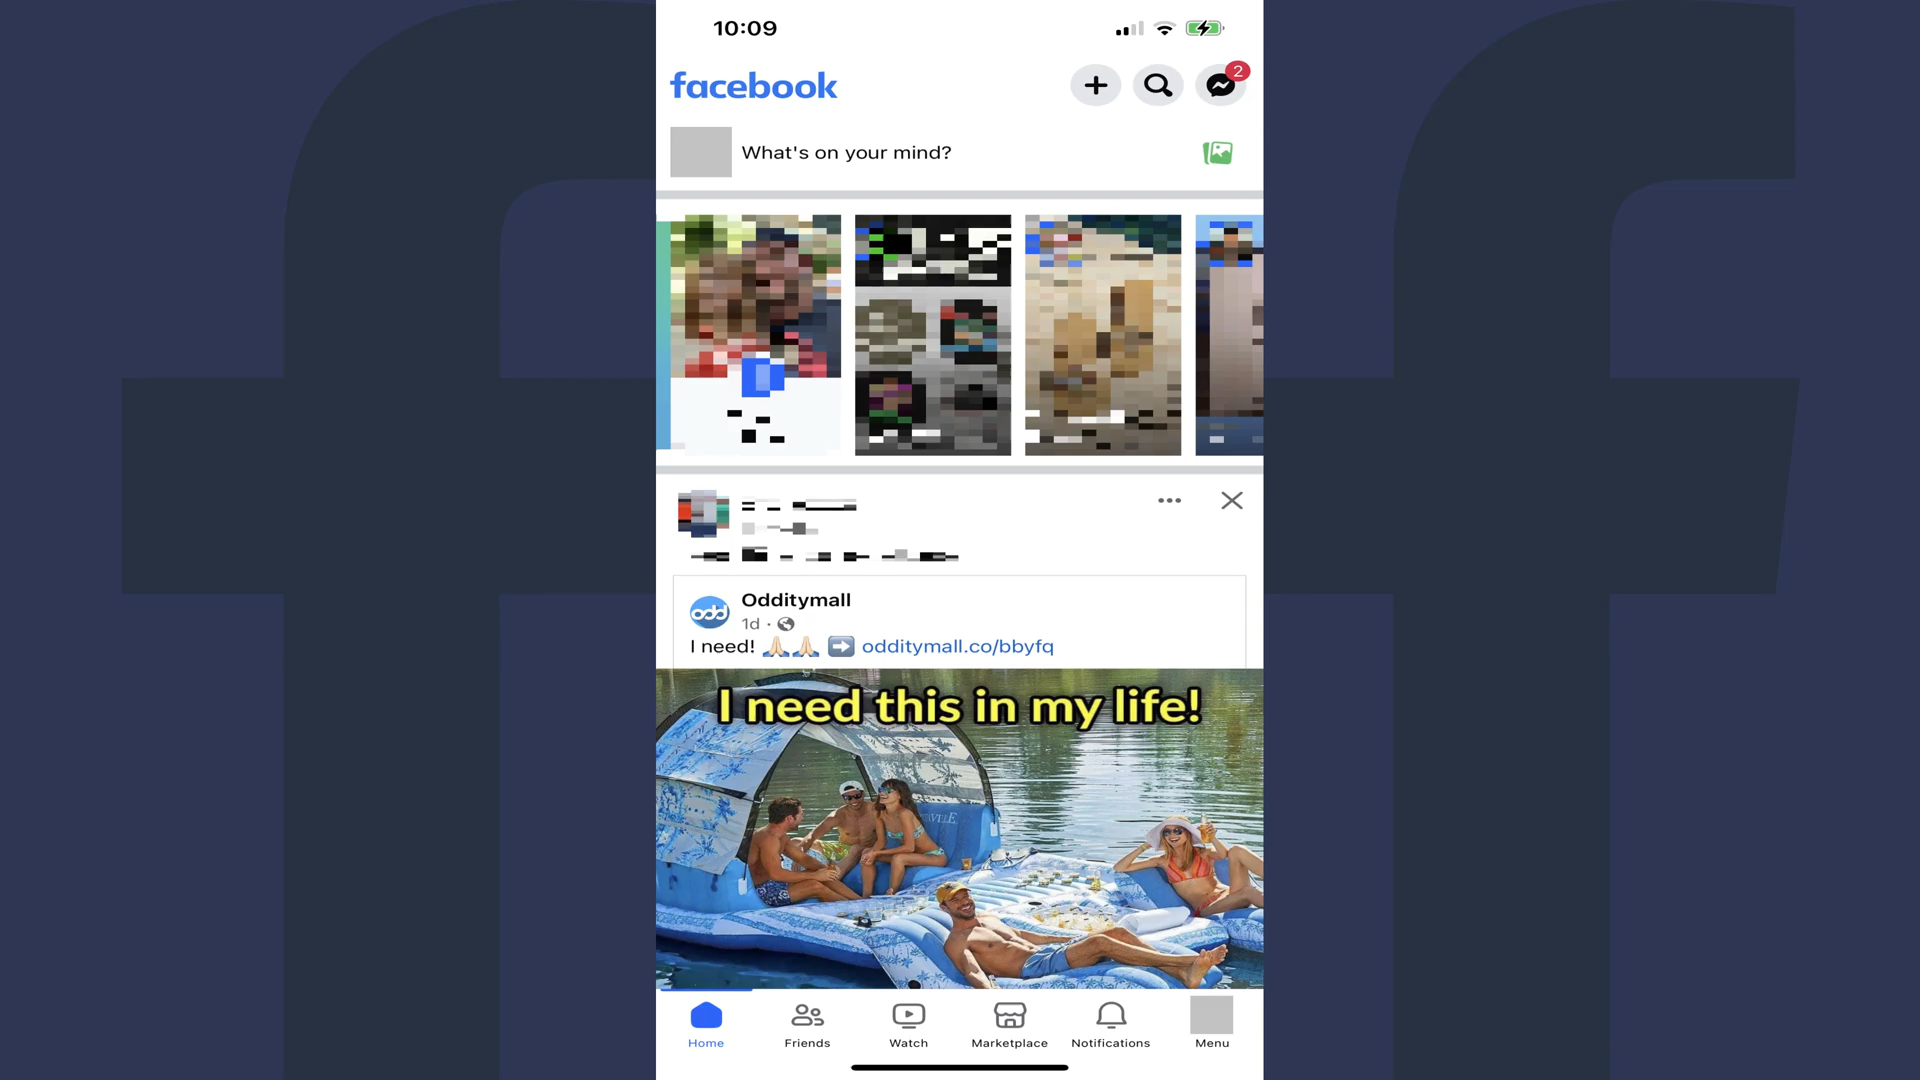 10:09
facebook
2
What's on your mind?
Odditymall
odd
1d ·
I need! 🙏🏻🙏🏻 ➡️ odditymall.co/bbyfq
I need this in my life!
Home
Friends
Watch
Marketplace
Notifications
Menu